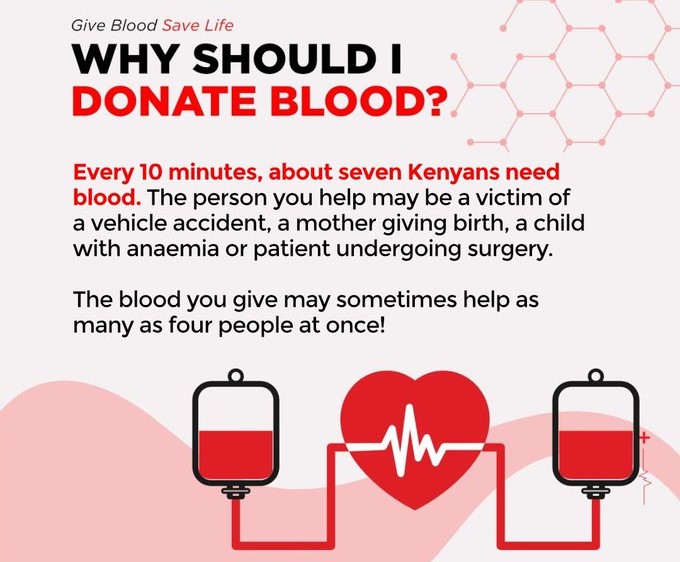 Give Blood Save Life
WHY SHOULD I
DONATE BLOOD?
Every 10 minutes, about seven Kenyans need
blood. The person you help may be a victim of
a vehicle accident, a mother giving birth, a child
with anaemia or patient undergoing surgery.
The blood you give may sometimes help as
many as four people at once!